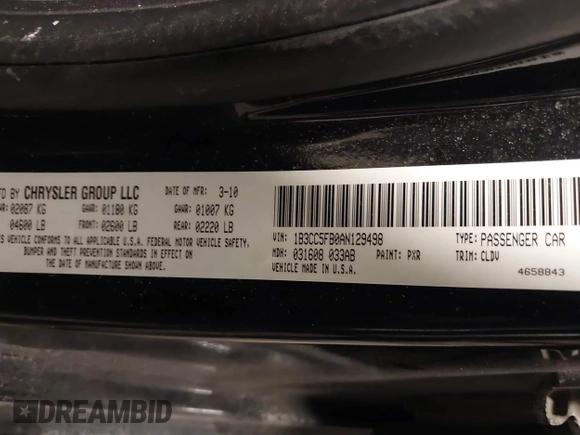 FD BY CHRYSLER GROUP LLC DATE OF MFR: 3-10
WR: 02087 KG GAWR: 01180 KG GAWR: 01007 KG
04600 LB FRONT: 02600 LB REAR: 02220 LB
IS VEHICLE CONFORMS TO ALL APPLICABLE U.S.A. FEDERAL MOTOR VEHICLE SAFETY,
BUMPER AND THEFT PREVENTION STANDARDS IN EFFECT ON
THE DATE OF MANUFACTURE SHOWN ABOVE.
VIN: 1B3CC5FB0AN129498 TYPE: PASSENGER CAR
MDH: 031608 033AB PAINT: PXR TRIM: CLDV
VEHICLE MADE IN U.S.A.
4658843
DREAMBID